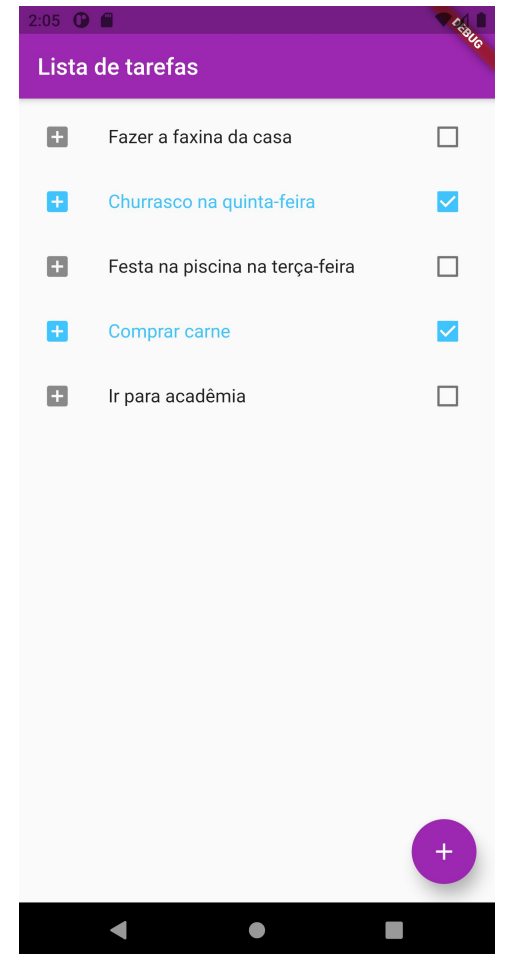 2:05
DEBUG
Lista de tarefas
Fazer a faxina da casa
Churrasco na quinta-feira
Festa na piscina na terça-feira
Comprar carne
Ir para acadêmia